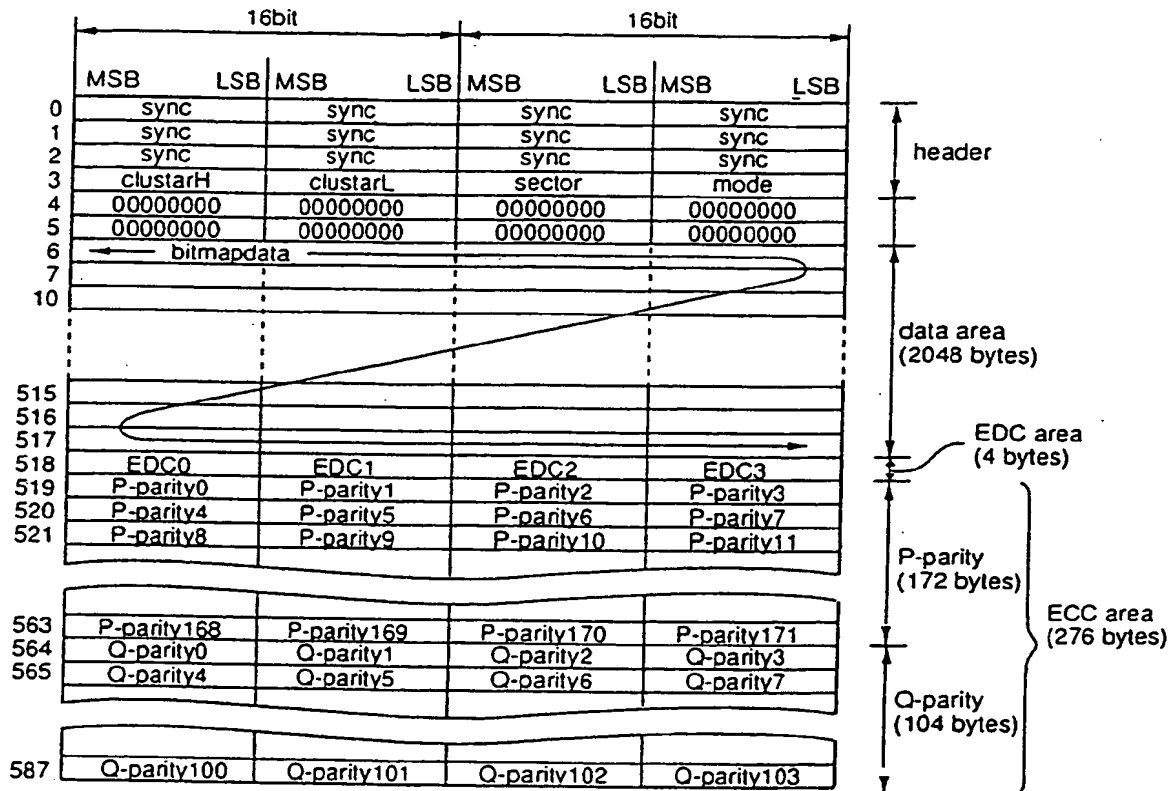 16bit 16bit
MSB LSB MSB LSB MSB LSB MSB LSB
0 sync sync sync sync
1 sync sync sync sync
2 sync sync sync sync
header
3 clustarH clustarL sector mode
4 00000000 00000000 00000000 00000000
5 00000000 00000000 00000000 00000000
6 bitmapdata
7
10
data area
(2048 bytes)
515
516
517
EDC area
(4 bytes)
518 EDC0 EDC1 EDC2 EDC3
519 P-parity0 P-parity1 P-parity2 P-parity3
520 P-parity4 P-parity5 P-parity6 P-parity7
521 P-parity8 P-parity9 P-parity10 P-parity11
P-parity
(172 bytes)
ECC area
(276 bytes)
563 P-parity168 P-parity169 P-parity170 P-parity171
564 Q-parity0 Q-parity1 Q-parity2 Q-parity3
565 Q-parity4 Q-parity5 Q-parity6 Q-parity7
Q-parity
(104 bytes)
587 Q-parity100 Q-parity101 Q-parity102 Q-parity103